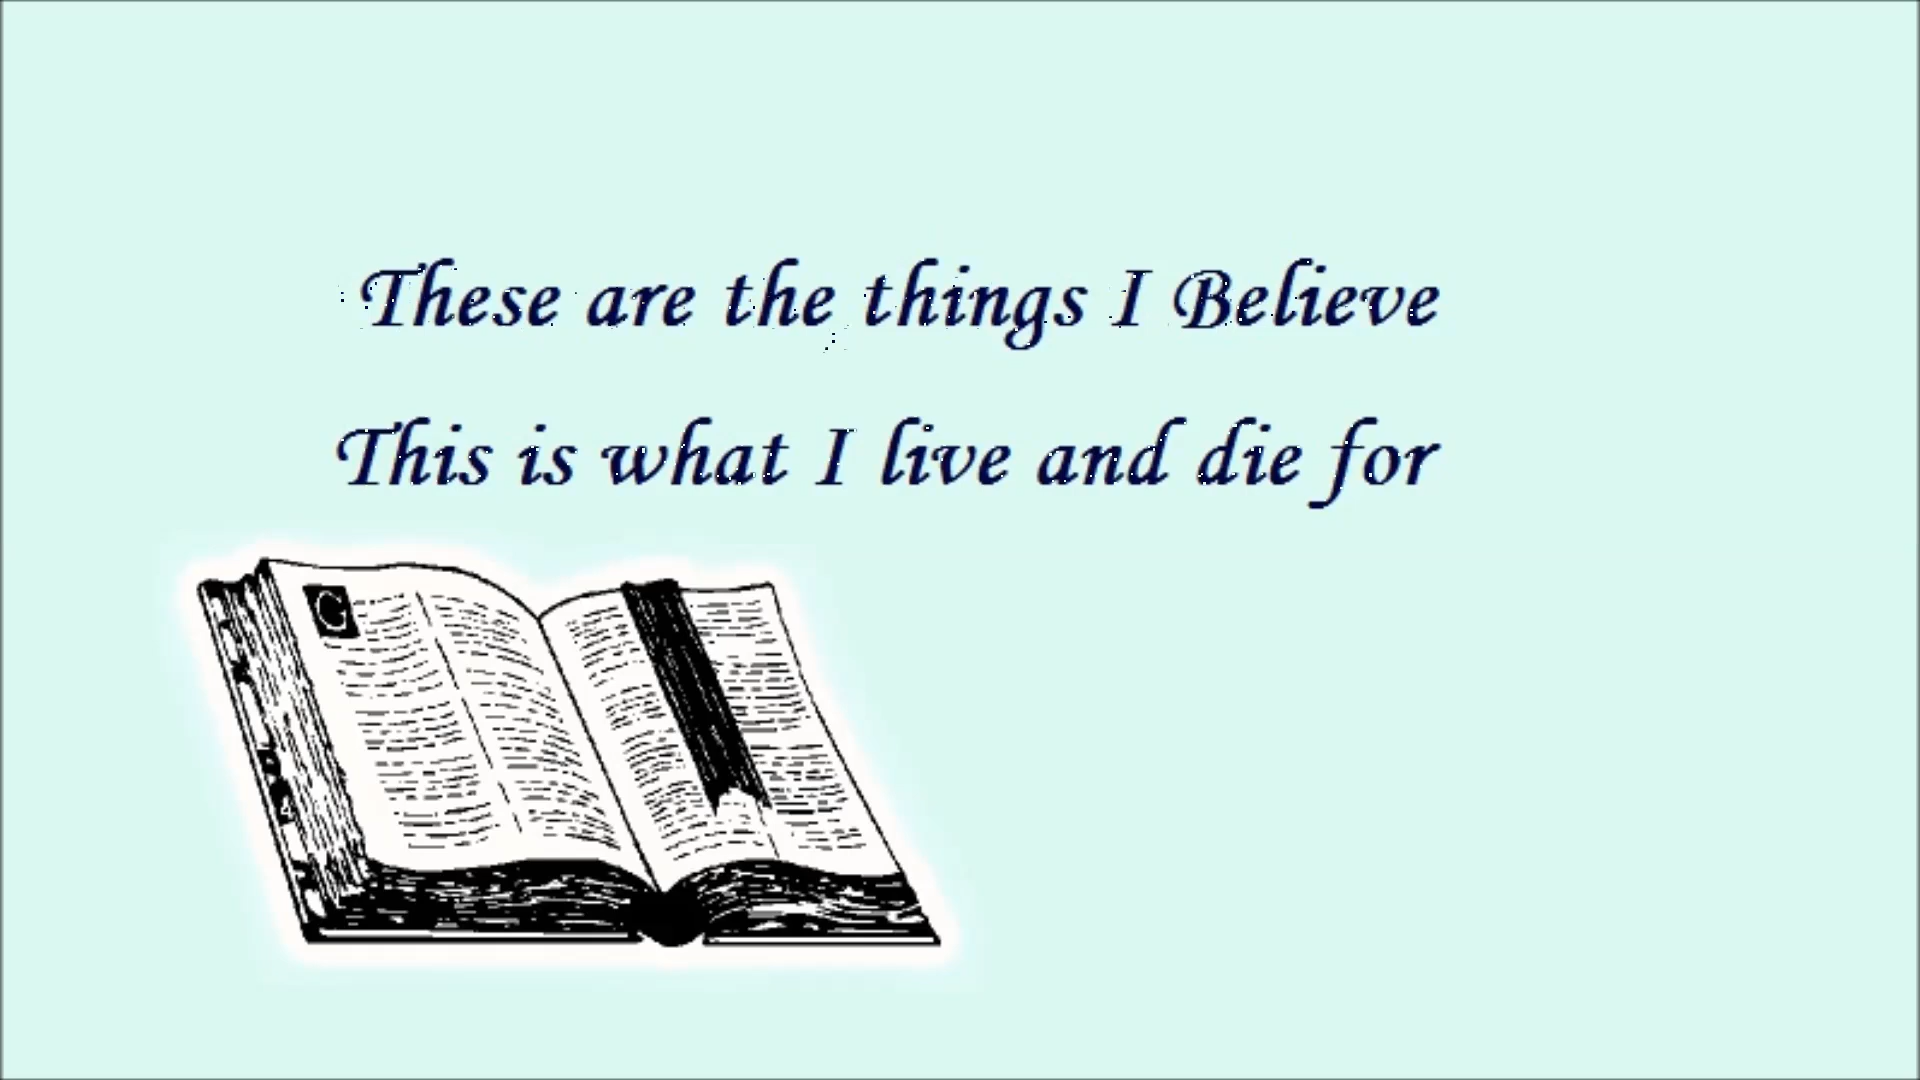 These are the things I Believe
This is what I live and die for
G